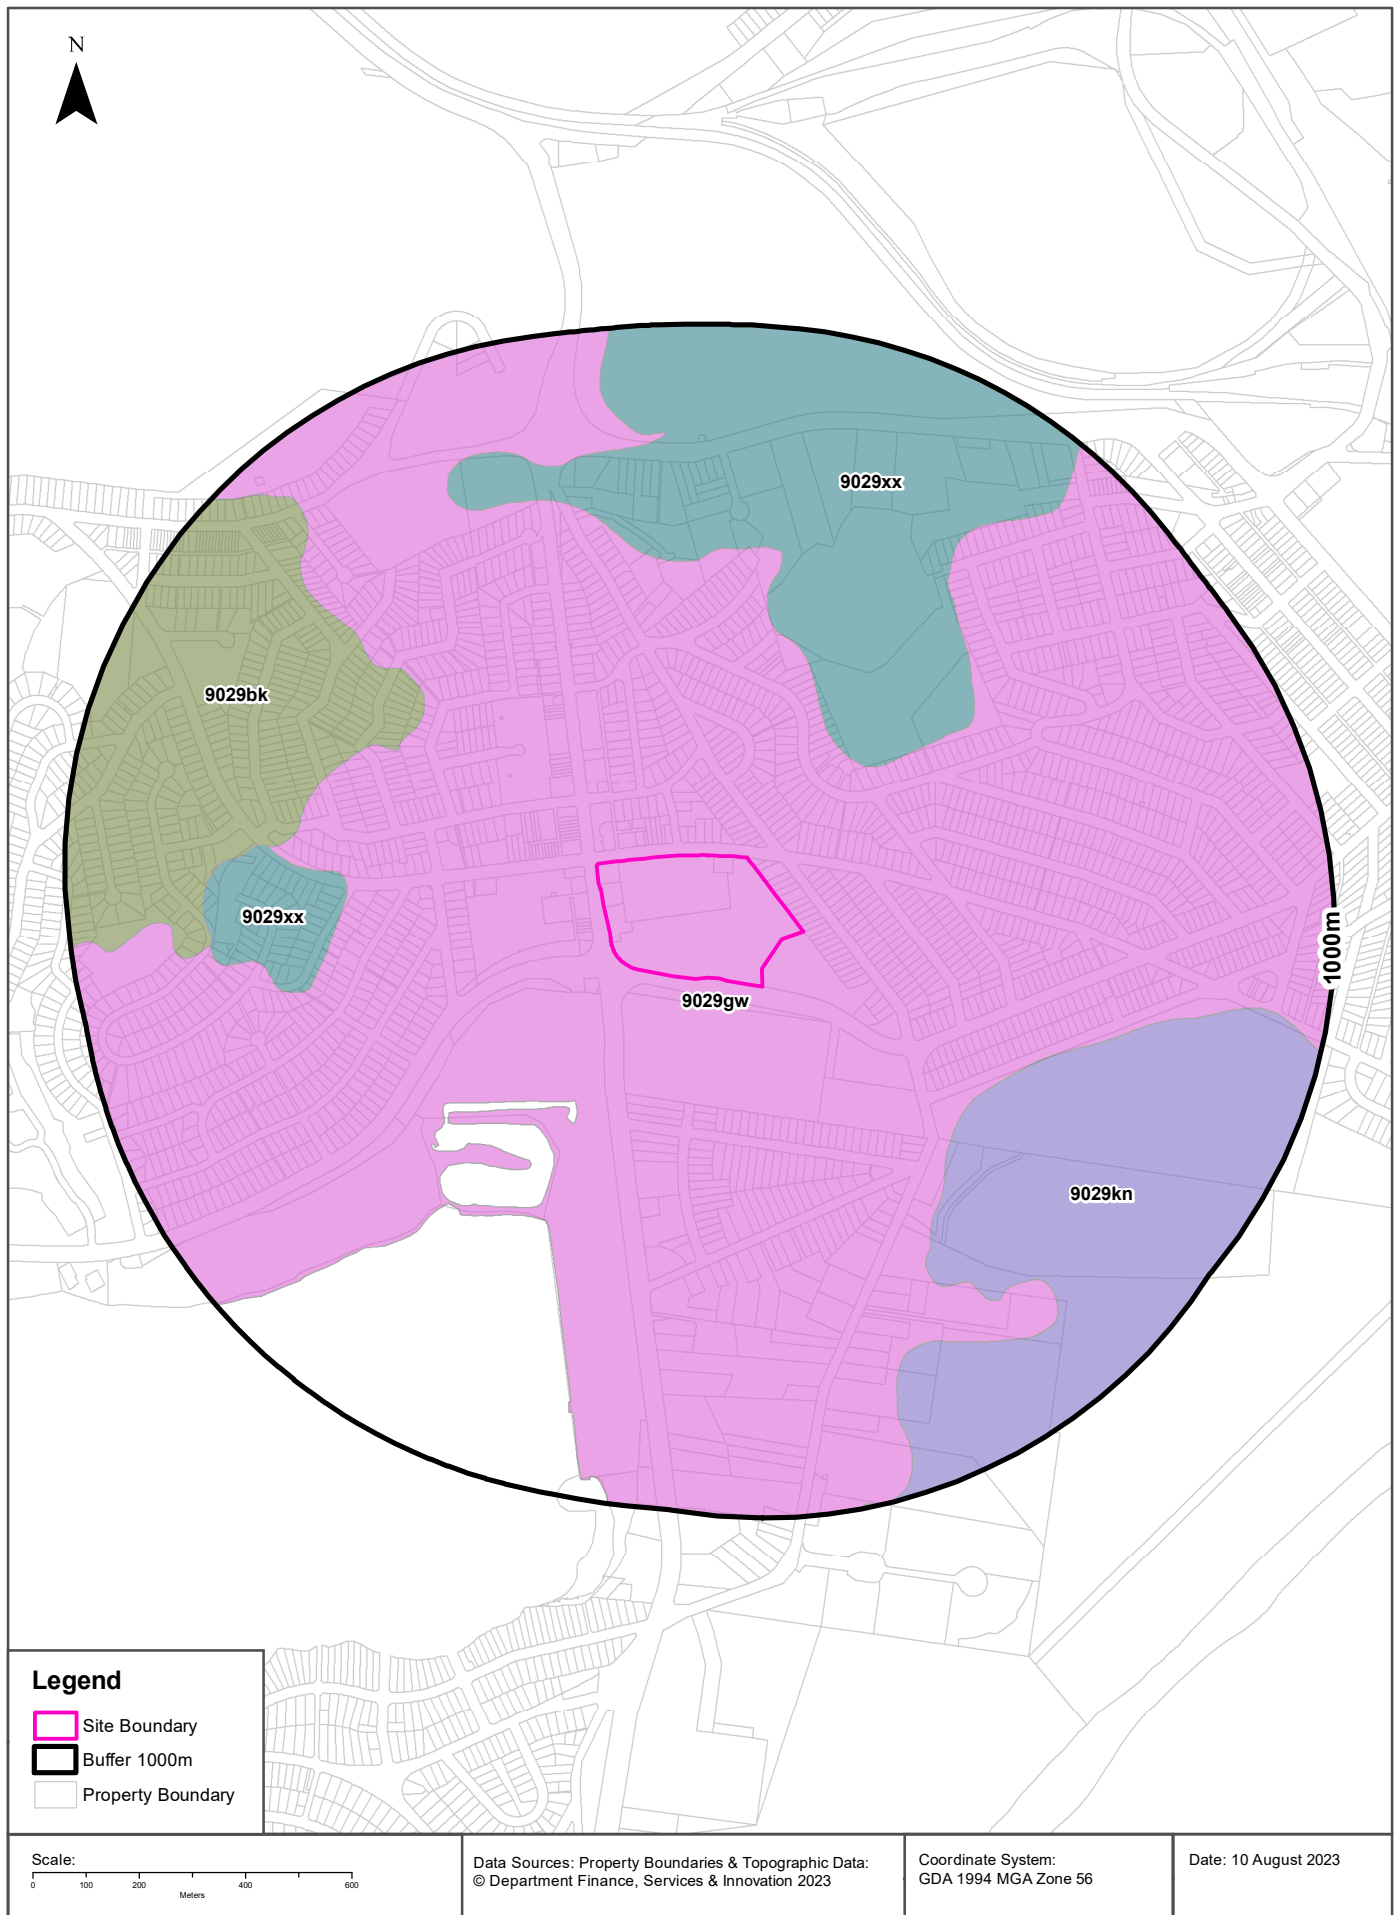 N
9029xx
9029bk
9029xx
1000m
9029gw
9029kn
Legend
Site Boundary
Buffer 1000m
Property Boundary
Scale:
0 100 200 400 600
Meters
Data Sources: Property Boundaries & Topographic Data:
© Department Finance, Services & Innovation 2023
Coordinate System:
GDA 1994 MGA Zone 56
Date: 10 August 2023